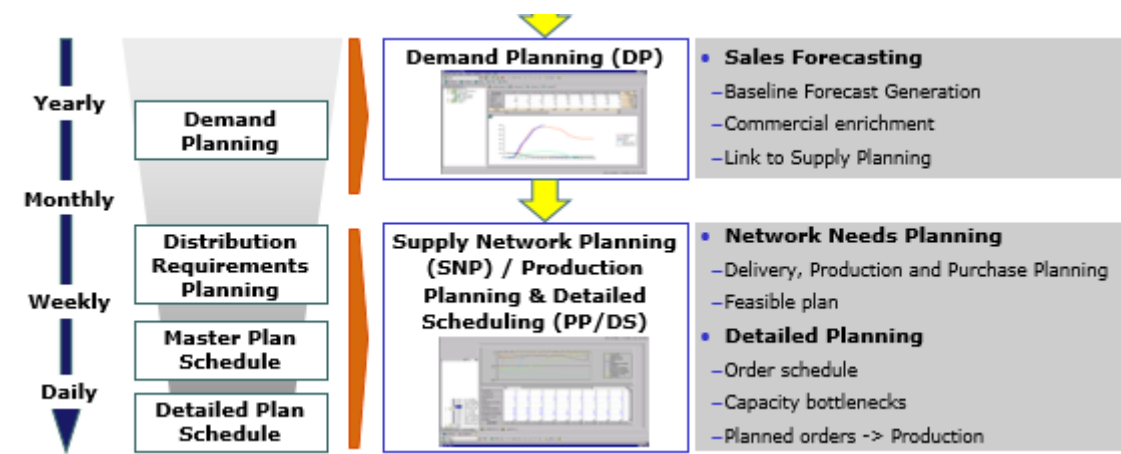 Yearly
Monthly
Weekly
Daily
Demand
Planning
Distribution
Requirements
Planning
Master Plan
Schedule
Detailed Plan
Schedule
Demand Planning (DP)
Supply Network Planning
(SNP) / Production
Planning & Detailed
Scheduling (PP/DS)
• Sales Forecasting
–Baseline Forecast Generation
–Commercial enrichment
–Link to Supply Planning
• Network Needs Planning
–Delivery, Production and Purchase Planning
–Feasible plan
• Detailed Planning
–Order schedule
–Capacity bottlenecks
–Planned orders -> Production